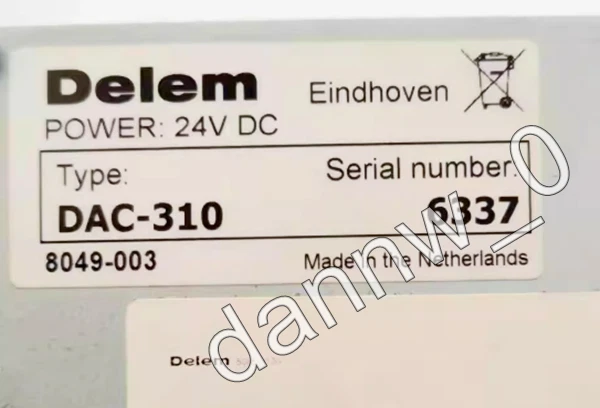 Delem Eindhoven
POWER: 24V DC
Type: Serial number:
DAC-310 6337
8049-003 Made in the Netherlands
dannw_0
Delem